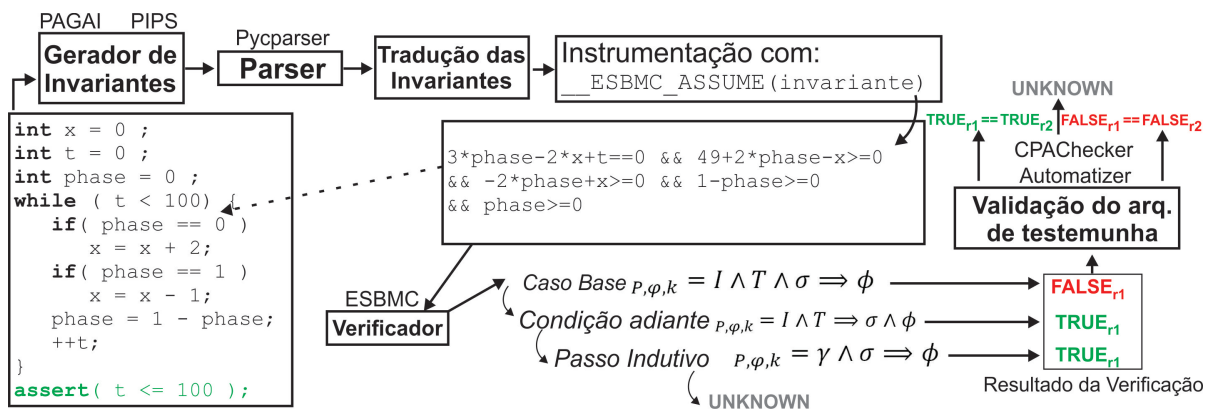 PAGAI PIPS
Gerador de
Invariantes
Pycparser
Parser
Tradução das
Invariantes
Instrumentação com:
__ESBMC_ASSUME(invariante)
int x = 0 ;
int t = 0 ;
int phase = 0 ;
while ( t < 100) {
if( phase == 0 )
x = x + 2;
if( phase == 1 )
x = x - 1;
phase = 1 - phase;
++t;
}
assert( t <= 100 );
3*phase-2*x+t==0 && 49+2*phase-x>=0
&& -2*phase+x>=0 && 1-phase>=0
&& phase>=0
ESBMC
Verificador
Caso Base P,φ,k = I ∧ T ∧ σ ⟹ ϕ
Condição adiante P,φ,k = I ∧ T ⟹ σ ∧ ϕ
Passo Indutivo P,φ,k = γ ∧ σ ⟹ ϕ
UNKNOWN
FALSEr1
TRUEr1
TRUEr1
Resultado da Verificação
Validação do arq.
de testemunha
CPAChecker
Automatizer
TRUEr1==TRUEr2 FALSEr1==FALSEr2
UNKNOWN